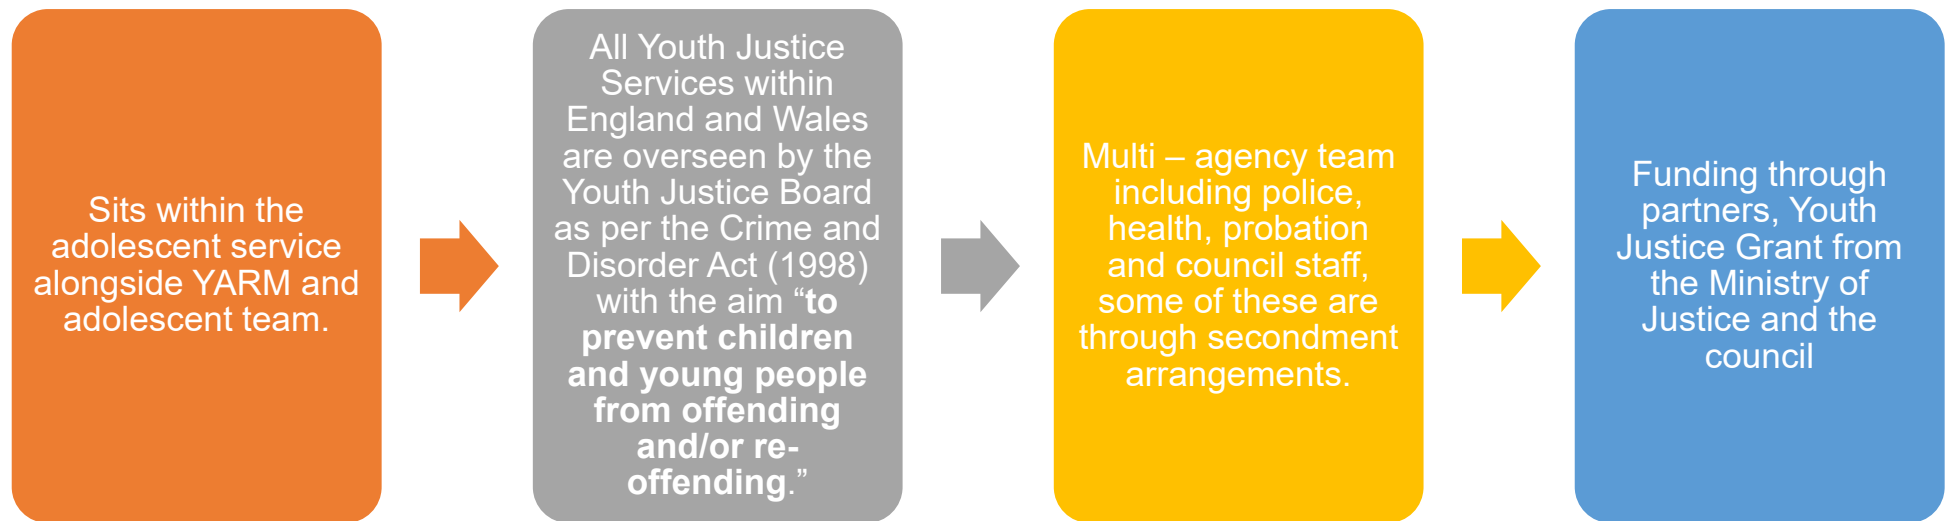 Sits within the
adolescent service
alongside YARM and
adolescent team.
All Youth Justice
Services within
England and Wales
are overseen by the
Youth Justice Board
as per the Crime and
Disorder Act (1998)
with the aim “to
prevent children
and young people
from offending
and/or re-
offending.”
Multi – agency team
including police,
health, probation
and council staff,
some of these are
through secondment
arrangements.
Funding through
partners, Youth
Justice Grant from
the Ministry of
Justice and the
council